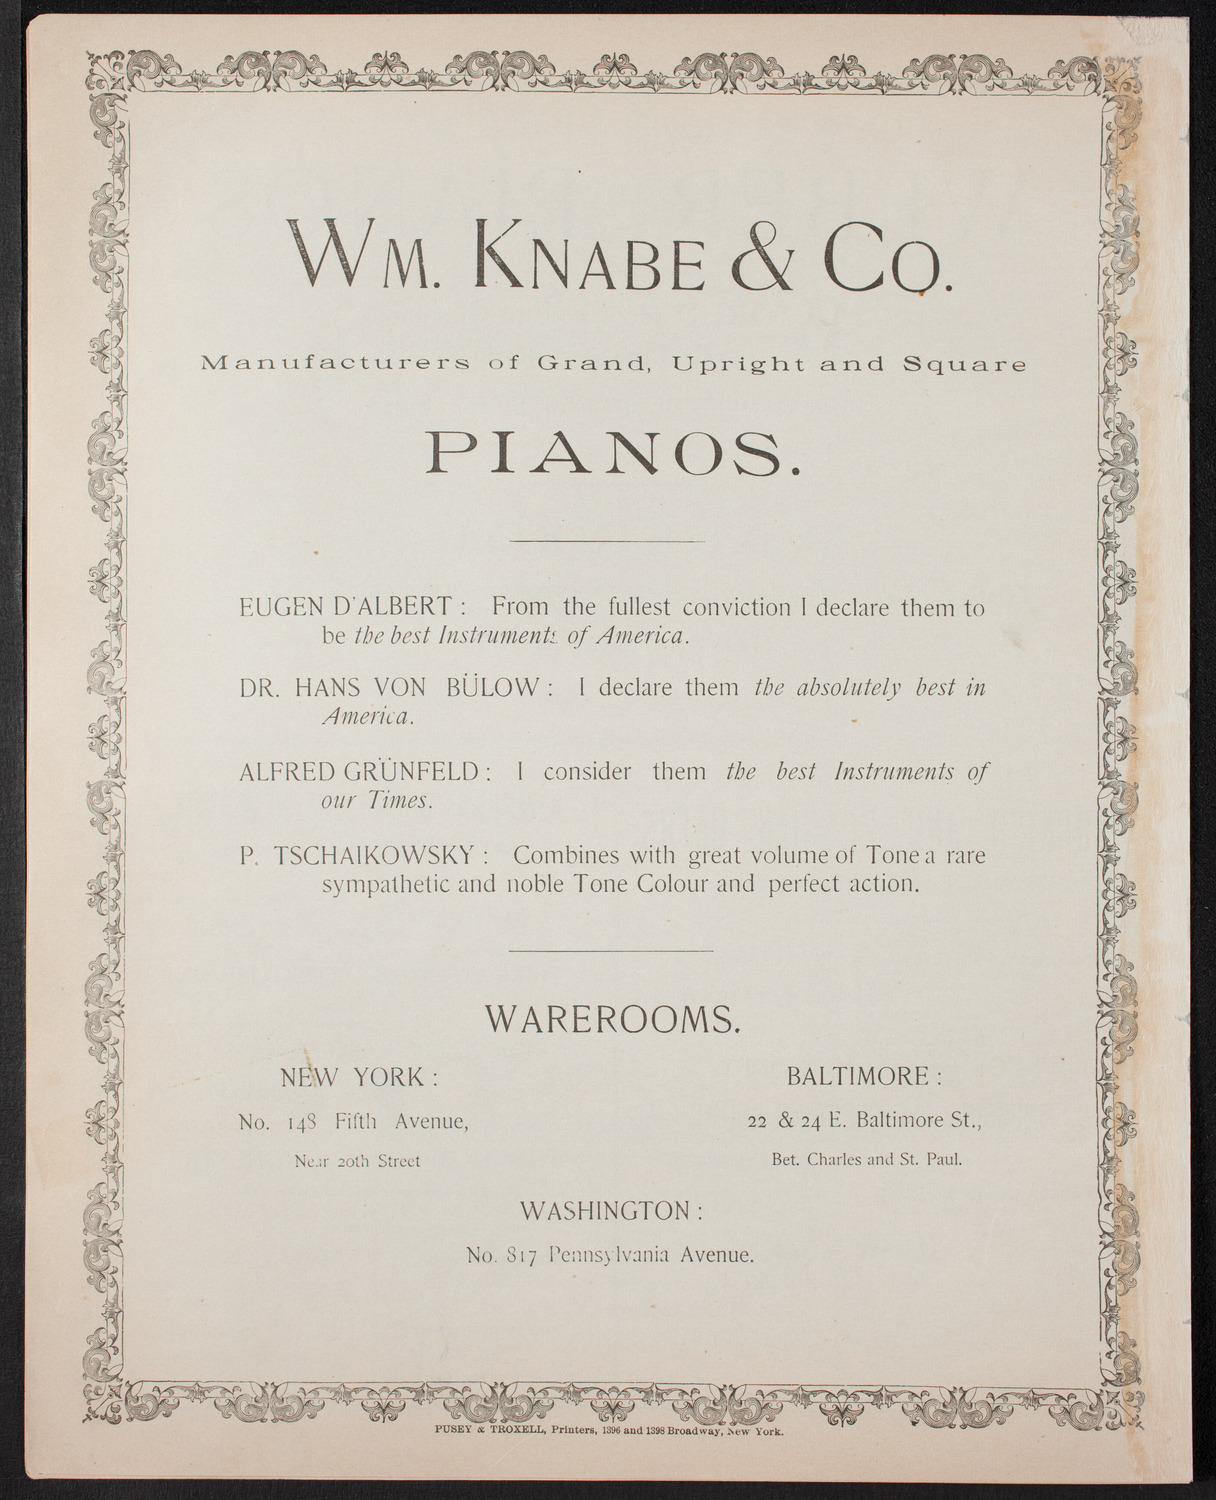 WM. KNABE & CO.
Manufacturers of Grand, Upright and Square
PIANOS.
EUGEN D'ALBERT : From the fullest conviction I declare them to
be the best Instruments of America.
DR. HANS VON BÜLOW : I declare them the absolutely best in
America.
ALFRED GRÜNFELD : I consider them the best Instruments of
our Times.
P. TSCHAIKOWSKY : Combines with great volume of Tone a rare
sympathetic and noble Tone Colour and perfect action.
WAREROOMS.
NEW YORK :
No. 148 Fifth Avenue,
Near 20th Street
BALTIMORE :
22 & 24 E. Baltimore St.,
Bet. Charles and St. Paul.
WASHINGTON :
No. 817 Pennsylvania Avenue.
PUSEY & TROXELL, Printers, 1396 and 1398 Broadway, New York.